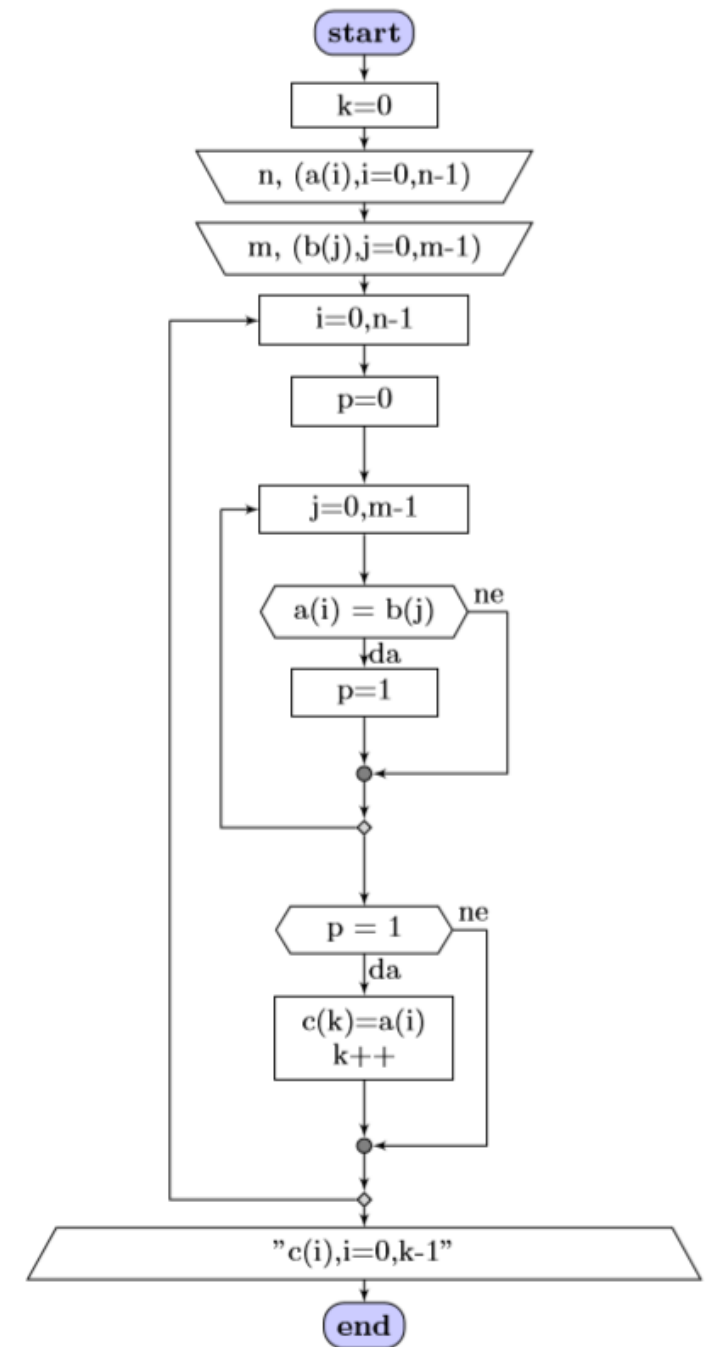 start
k=0
n, (a(i),i=0,n-1)
m, (b(j),j=0,m-1)
i=0,n-1
p=0
j=0,m-1
a(i) = b(j)
ne
da
p=1
p = 1
ne
da
c(k)=a(i)
k++
”c(i),i=0,k-1”
end